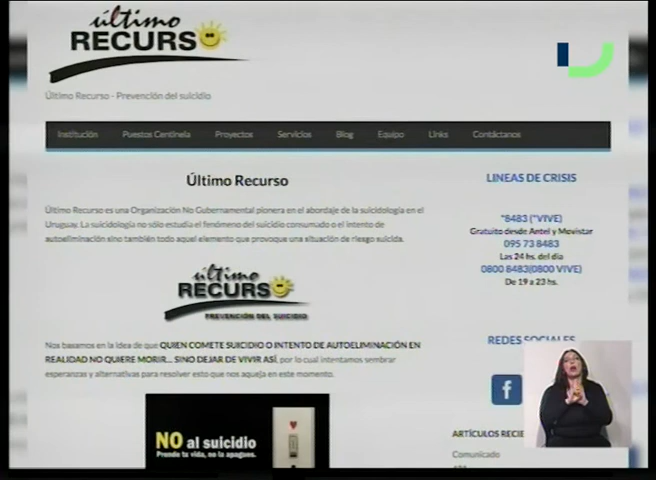 último
RECURSO
Último Recurso - Prevención del suicidio
Institución Puestos Centinela Proyectos Servicios Blog Equipo Links Contáctanos
Último Recurso
Último Recurso es una Organización No Gubernamental pionera en el abordaje de la suicidología en el
Uruguay. La suicidología no sólo estudia el fenómeno del suicidio consumado o el intento de
autoeliminación sino también todo aquel elemento que provoque una situación de riesgo suicida.
último
RECURSO
PREVENCIÓN DEL SUICIDIO
Nos basamos en la idea de que QUIEN COMETE SUICIDIO O INTENTO DE AUTOELIMINACIÓN EN
REALIDAD NO QUIERE MORIR... SINO DEJAR DE VIVIR ASÍ, por lo cual intentamos sembrar
esperanzas y alternativas para resolver esto que nos aqueja en este momento.
NO al suicidio
Prende tu vida, no la apagues.
LINEAS DE CRISIS
*8483 (*VIVE)
Gratuito desde Antel y Movistar
095 73 8483
Las 24 hs. del día
0800 8483(0800 VIVE)
De 19 a 23 hs.
REDES SOCIALES
f
ARTÍCULOS RECIE
Comunicado